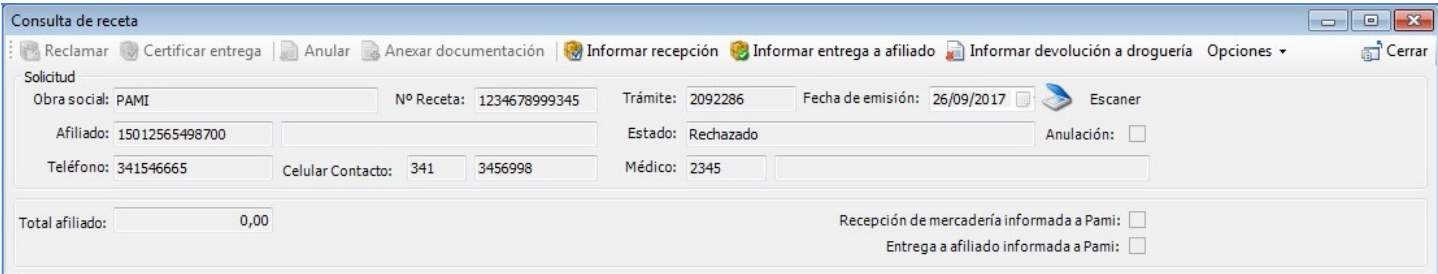 Consulta de receta
Reclamar Certificar entrega Anular Anexar documentación Informar recepción Informar entrega a afiliado Informar devolución a droguería Opciones Cerrar
Solicitud
Obra social: PAMI Nº Receta: 1234678999345 Trámite: 2092286 Fecha de emisión: 26/09/2017 Escaner
Afiliado: 15012565498700 Estado: Rechazado Anulación:
Teléfono: 341546665 Celular Contacto: 341 3456998 Médico: 2345
Total afiliado: 0,00 Recepción de mercadería informada a Pami:
Entrega a afiliado informada a Pami: